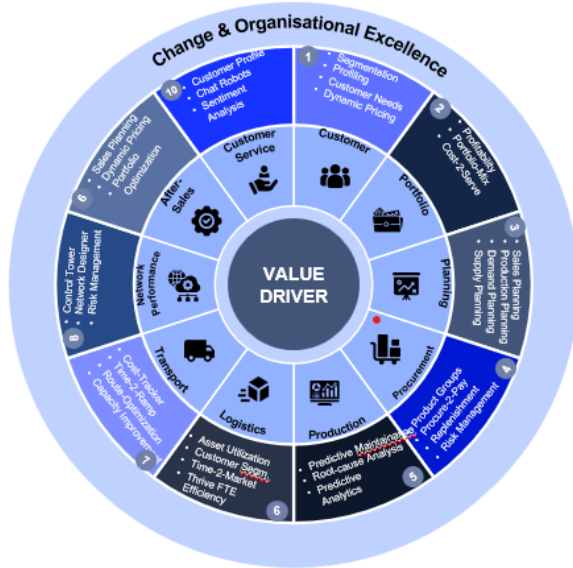 Change & Organisational Excellence
1
Segmentation
Profiling
Customer Needs
Dynamic Pricing
2
Profitability
Portfolio-Mix
Cost-2-Serve
3
Sales Planning
Production Planning
Demand Planning
Supply Planning
4
Product Groups
Procure-2-Pay
Replenishment
Risk Management
5
Predictive Maintainance
Root-cause Analysis
Predictive
Analytics
6
Asset Utilization
Customer Segm.
Time-2-Market
Thrive FTE
Efficiency
7
Cost-Tracker
Time-2-Ramp
Route-Optimization
8
Control Tower
Network Designer
Risk Management
9
Sales Planning
Dynamic Pricing
Portfolio
Optimization
10
Customer Profile
Chat Robots
Sentiment
Analysis
Customer
Portfolio
Planning
Procurement
Production
Logistics
Transport
Network
Performance
After-
Sales
Customer
Service
VALUE
DRIVER